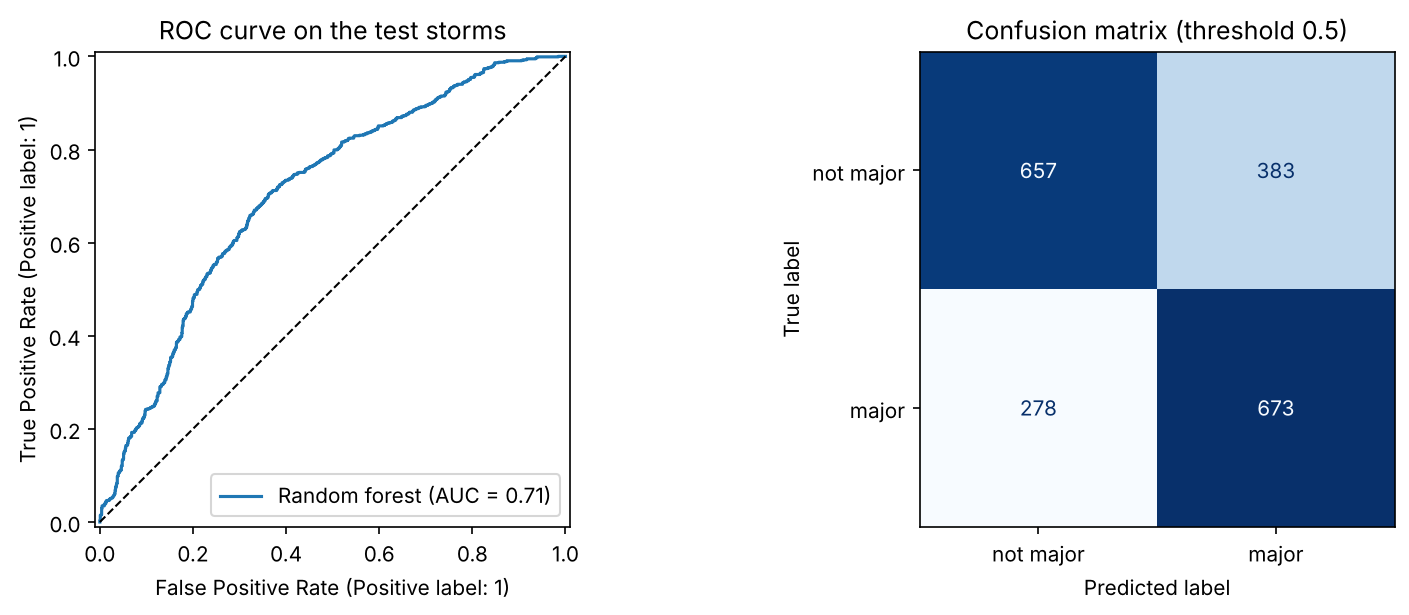 ROC curve on the test storms
True Positive Rate (Positive label: 1)
1.0
0.8
0.6
0.4
0.2
0.0
Random forest (AUC = 0.71)
0.0 0.2 0.4 0.6 0.8 1.0
False Positive Rate (Positive label: 1)
Confusion matrix (threshold 0.5)
True label
not major
657 383
major
278 673
not major major
Predicted label